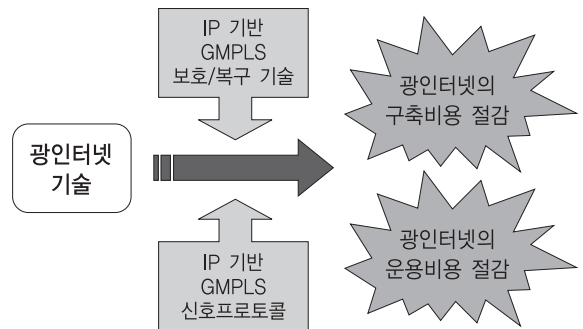 IP 기반
GMPLS
보호/복구 기술
광인터넷의
구축비용 절감
광인터넷
기술
IP 기반
GMPLS
신호프로토콜
광인터넷의
운용비용 절감